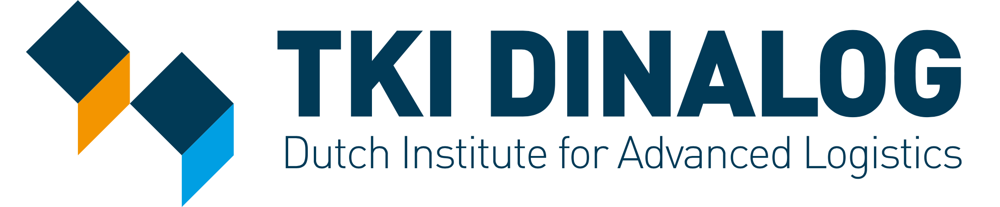 TKI DINALOG
Dutch Institute for Advanced Logistics